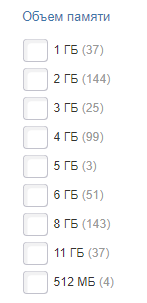 Объем памяти
1 ГБ (37)
2 ГБ (144)
3 ГБ (25)
4 ГБ (99)
5 ГБ (3)
6 ГБ (51)
8 ГБ (143)
11 ГБ (37)
512 МБ (4)